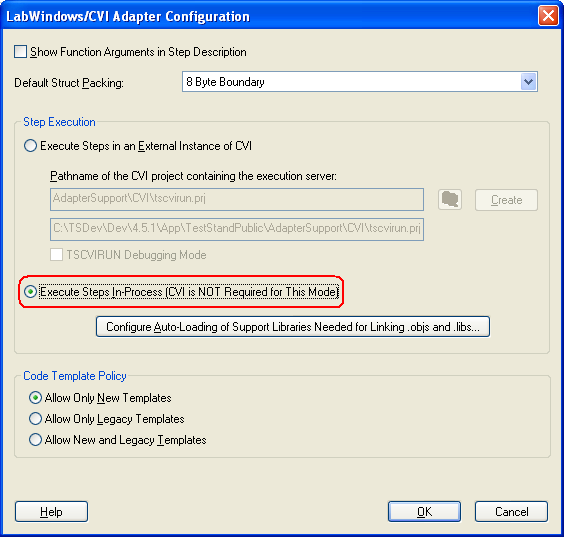 LabWindows/CVI Adapter Configuration
Show Function Arguments in Step Description
Default Struct Packing:
8 Byte Boundary
Step Execution
Execute Steps in an External Instance of CVI
Pathname of the CVI project containing the execution server:
AdapterSupport\CVI\tscvirun.prj
Create
C:\TSDev\Dev\4.5.1\App\TestStandPublic\AdapterSupport\CVI\tscvirun.prj
TSCVIRUN Debugging Mode
Execute Steps In-Process (CVI is NOT Required for This Mode)
Configure Auto-Loading of Support Libraries Needed for Linking .objs and .libs...
Code Template Policy
Allow Only New Templates
Allow Only Legacy Templates
Allow New and Legacy Templates
Help
OK
Cancel